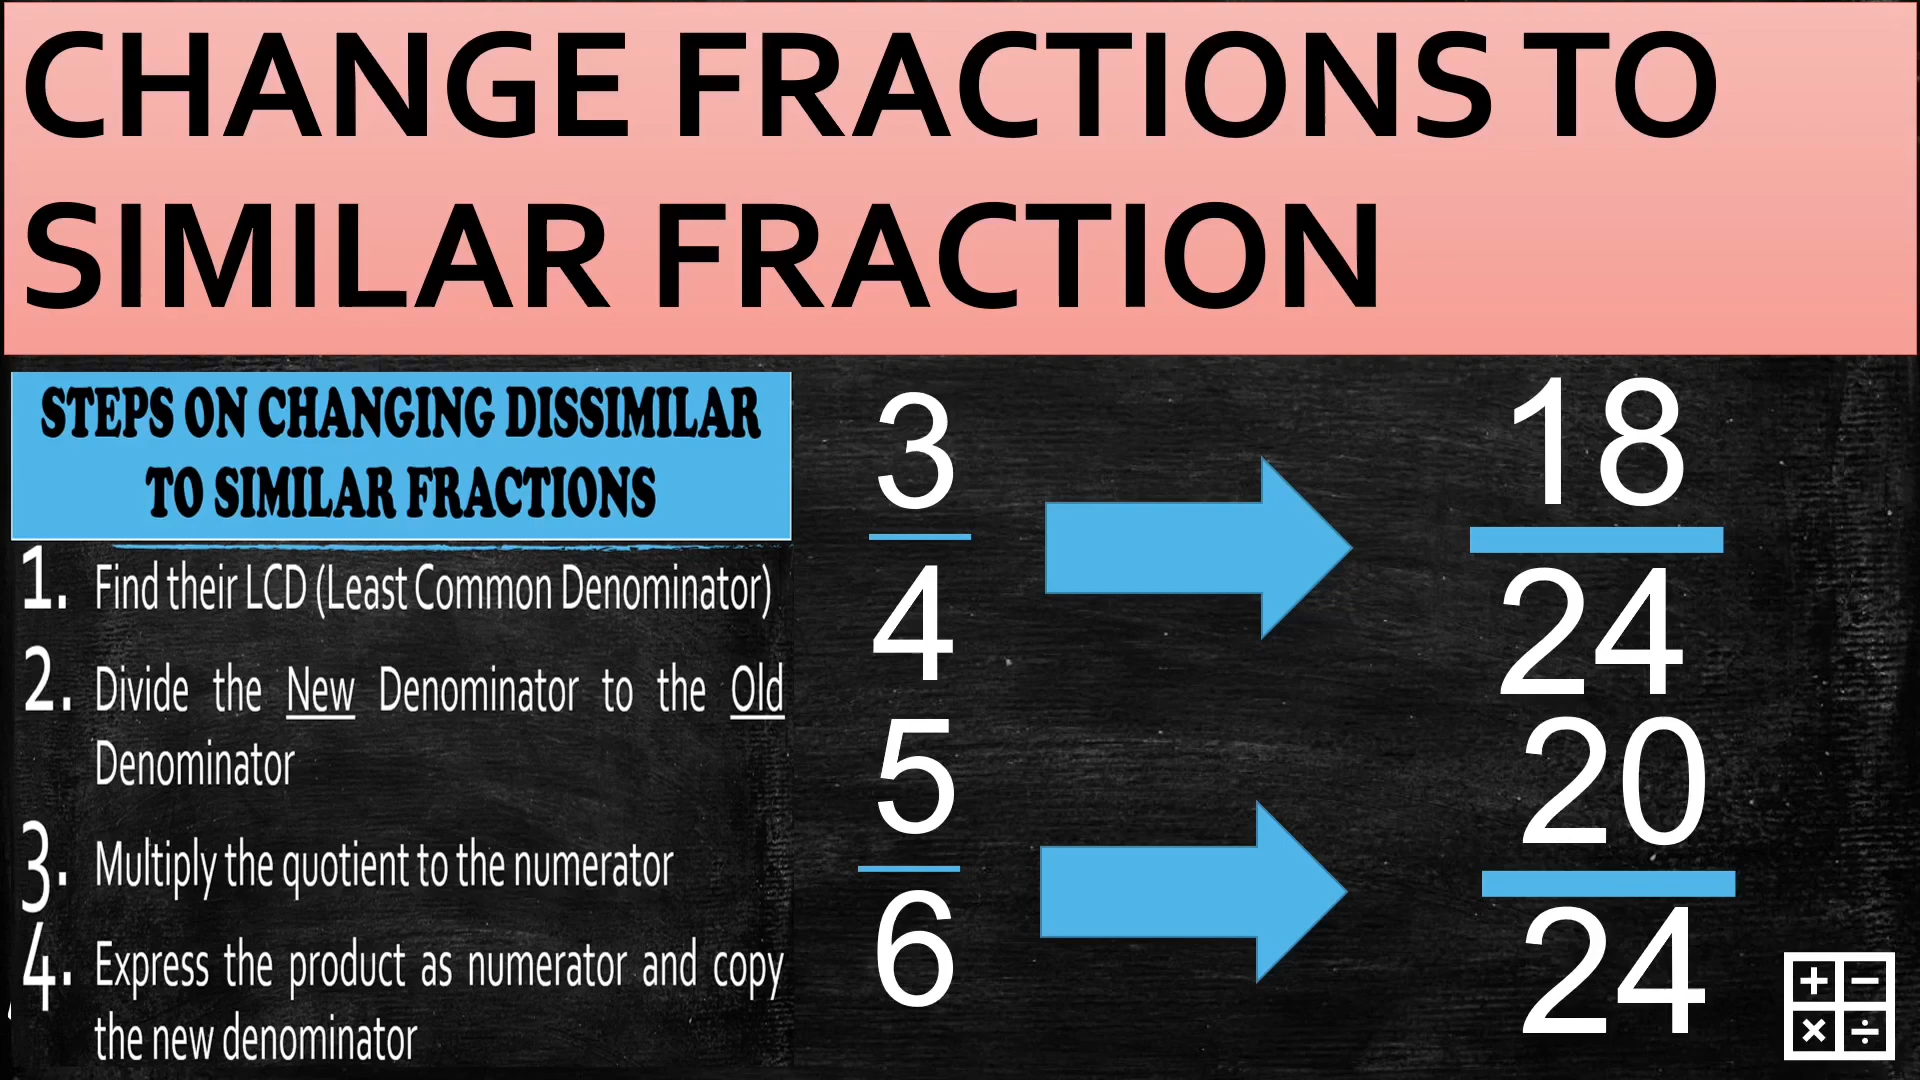 CHANGE FRACTIONS TO
SIMILAR FRACTION
STEPS ON CHANGING DISSIMILAR
TO SIMILAR FRACTIONS
1. Find their LCD (Least Common Denominator)
2. Divide the New Denominator to the Old
Denominator
3. Multiply the quotient to the numerator
4. Express the product as numerator and copy
the new denominator
3
4
18
24
5
6
20
24
+ −
× ÷